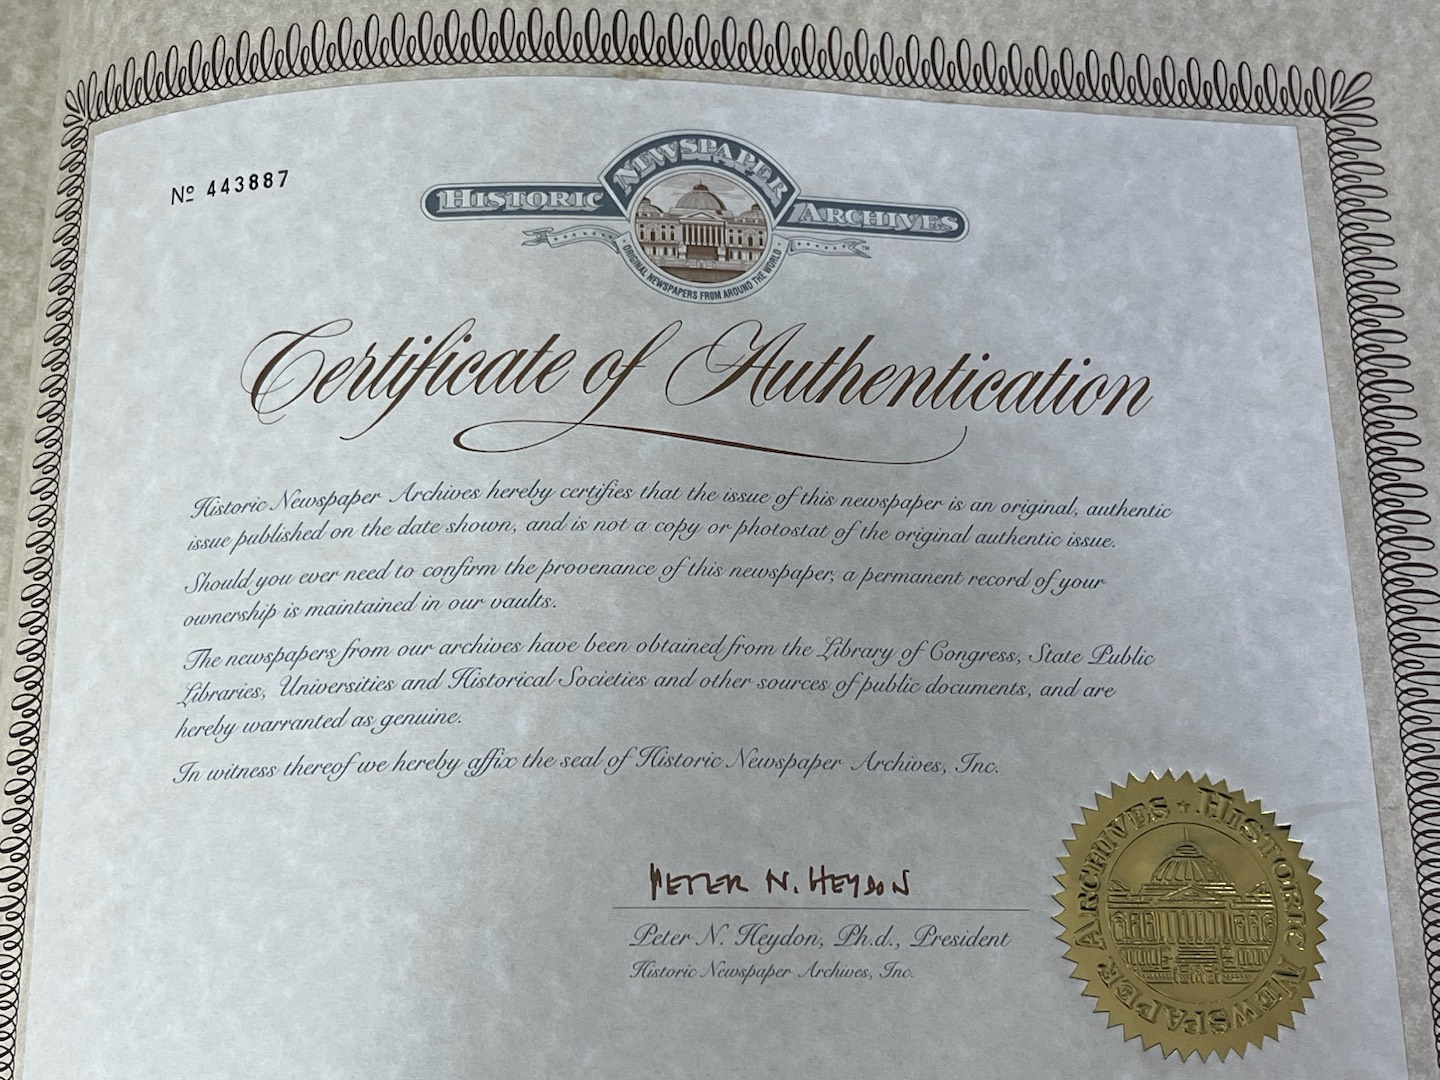 Nº 443887
HISTORIC NEWSPAPER ARCHIVES
ORIGINAL NEWSPAPERS FROM AROUND THE WORLD
TM
Certificate of Authentication
Historic Newspaper Archives hereby certifies that the issue of this newspaper is an original, authentic
issue published on the date shown, and is not a copy or photostat of the original authentic issue.
Should you ever need to confirm the provenance of this newspaper, a permanent record of your
ownership is maintained in our vaults.
The newspapers from our archives have been obtained from the Library of Congress, State Public
Libraries, Universities and Historical Societies and other sources of public documents, and are
hereby warranted as genuine.
In witness thereof we hereby affix the seal of Historic Newspaper Archives, Inc.
PETER N. HEYDON
Peter N. Heydon, Ph.d., President
Historic Newspaper Archives, Inc.
HISTORIC NEWSPAPER ARCHIVES